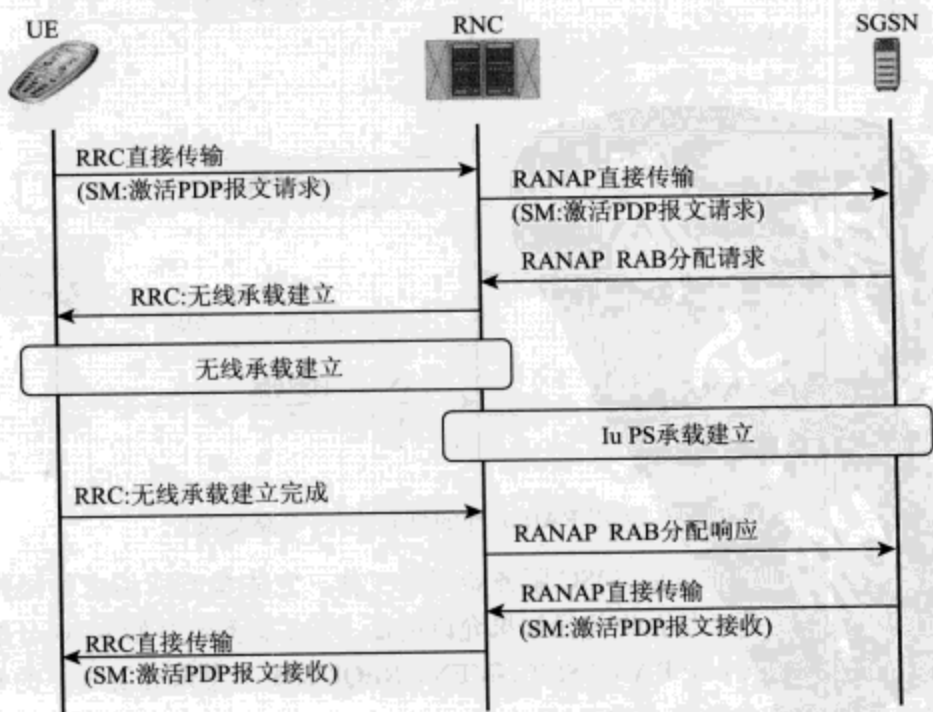 UE
RNC
SGSN
RRC直接传输
(SM:激活PDP报文请求)
RANAP直接传输
(SM:激活PDP报文请求)
RANAP RAB分配请求
RRC:无线承载建立
无线承载建立
Iu PS承载建立
RRC:无线承载建立完成
RANAP RAB分配响应
RANAP直接传输
(SM:激活PDP报文接收)
RRC直接传输
(SM:激活PDP报文接收)